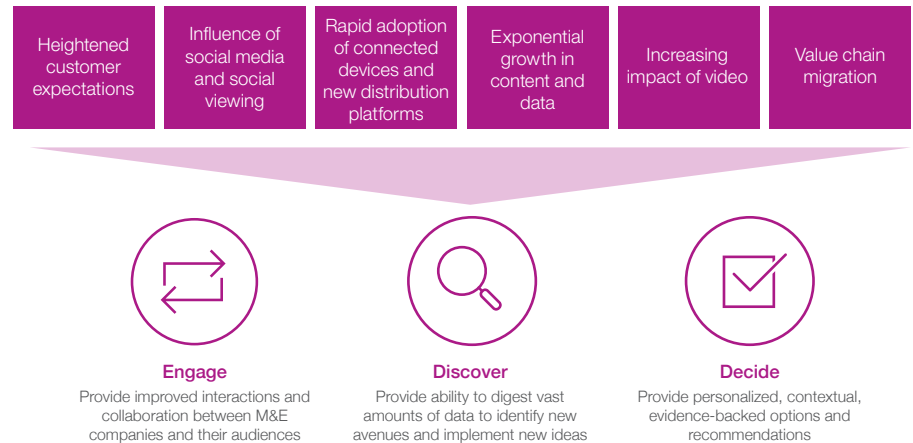 Heightened
customer
expectations
Influence of
social media
and social
viewing
Rapid adoption
of connected
devices and
new distribution
platforms
Exponential
growth in
content and
data
Increasing
impact of video
Value chain
migration
Engage
Provide improved interactions and
collaboration between M&E
companies and their audiences
Discover
Provide ability to digest vast
amounts of data to identify new
avenues and implement new ideas
Decide
Provide personalized, contextual,
evidence-backed options and
recommendations